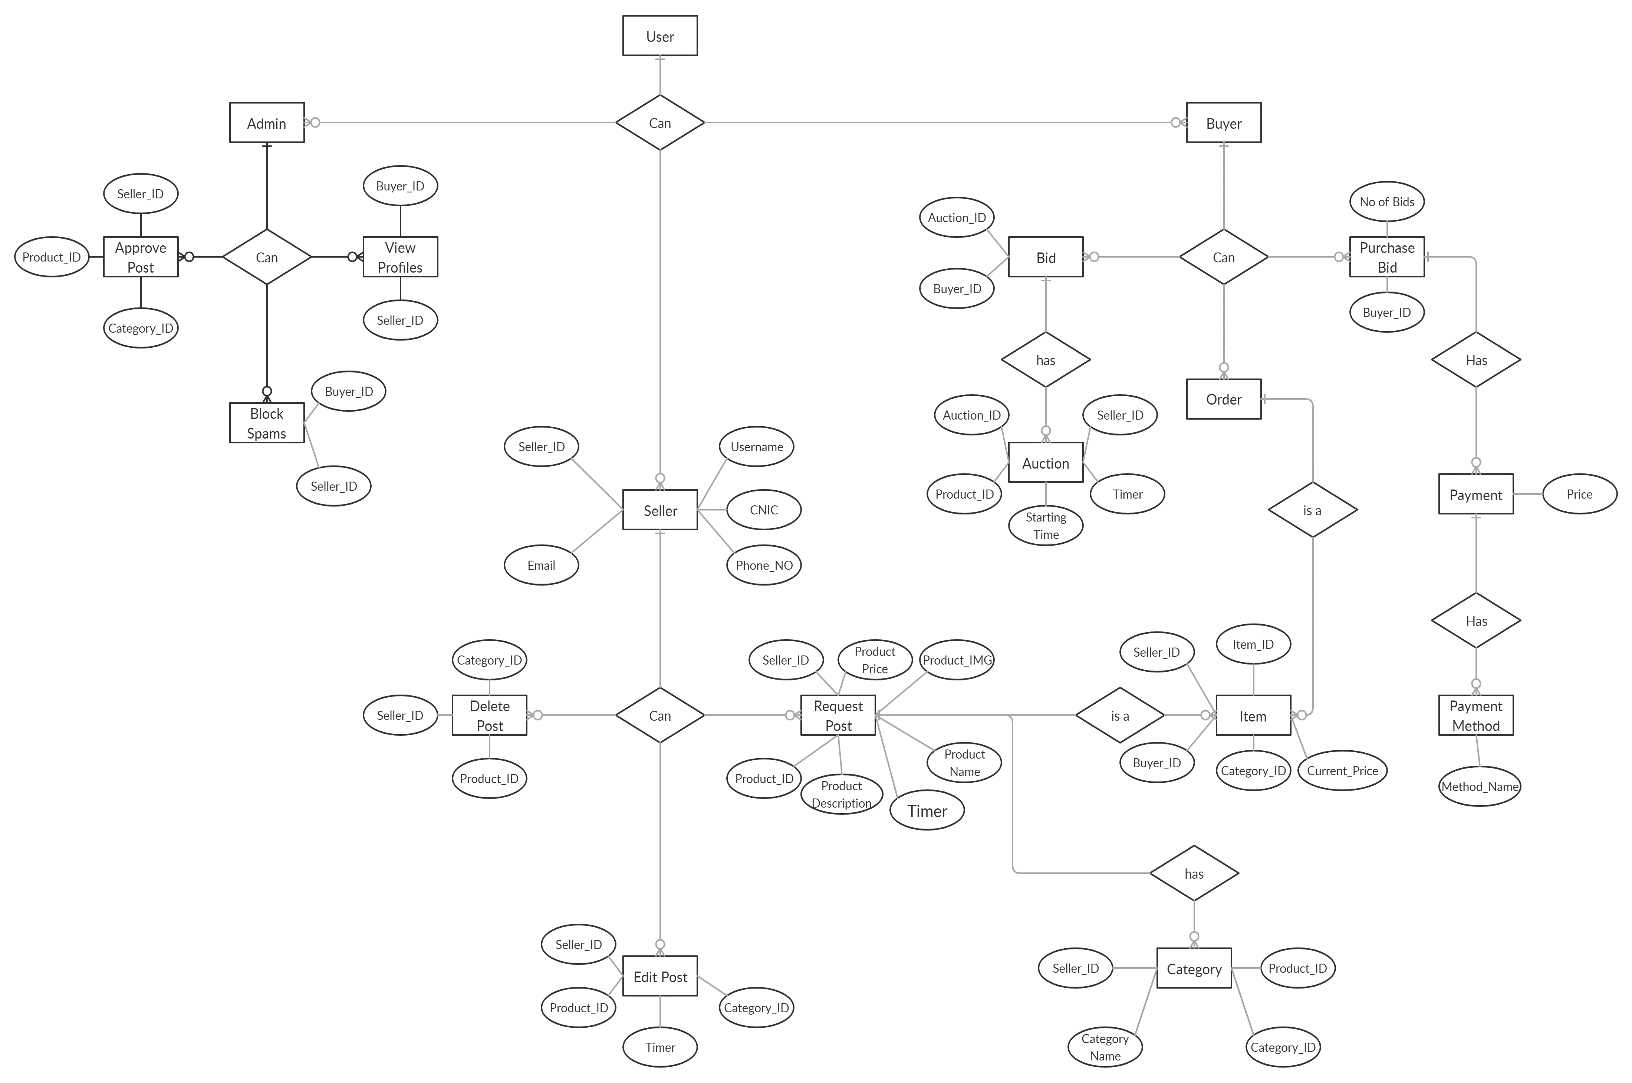 User
Admin
Can
Buyer
Seller_ID
Buyer_ID
No of Bids
Auction_ID
Product_ID
Approve
Post
Can
View
Profiles
Bid
Can
Purchase
Bid
Buyer_ID
Category_ID
Seller_ID
Buyer_ID
has
Has
Buyer_ID
Block
Spams
Order
Auction_ID
Seller_ID
Seller_ID
Username
Auction
Seller_ID
Product_ID
Timer
Payment
Price
Seller
CNIC
is a
Starting
Time
Email
Phone_NO
Has
Category_ID
Seller_ID
Product
Price
Product_IMG
Seller_ID
Item_ID
Seller_ID
Delete
Post
Can
Request
Post
is a
Item
Payment
Method
Product_ID
Product_ID
Product
Description
Product
Name
Buyer_ID
Category_ID
Current_Price
Method_Name
Timer
has
Seller_ID
Edit Post
Seller_ID
Category
Product_ID
Product_ID
Category_ID
Timer
Category
Name
Category_ID